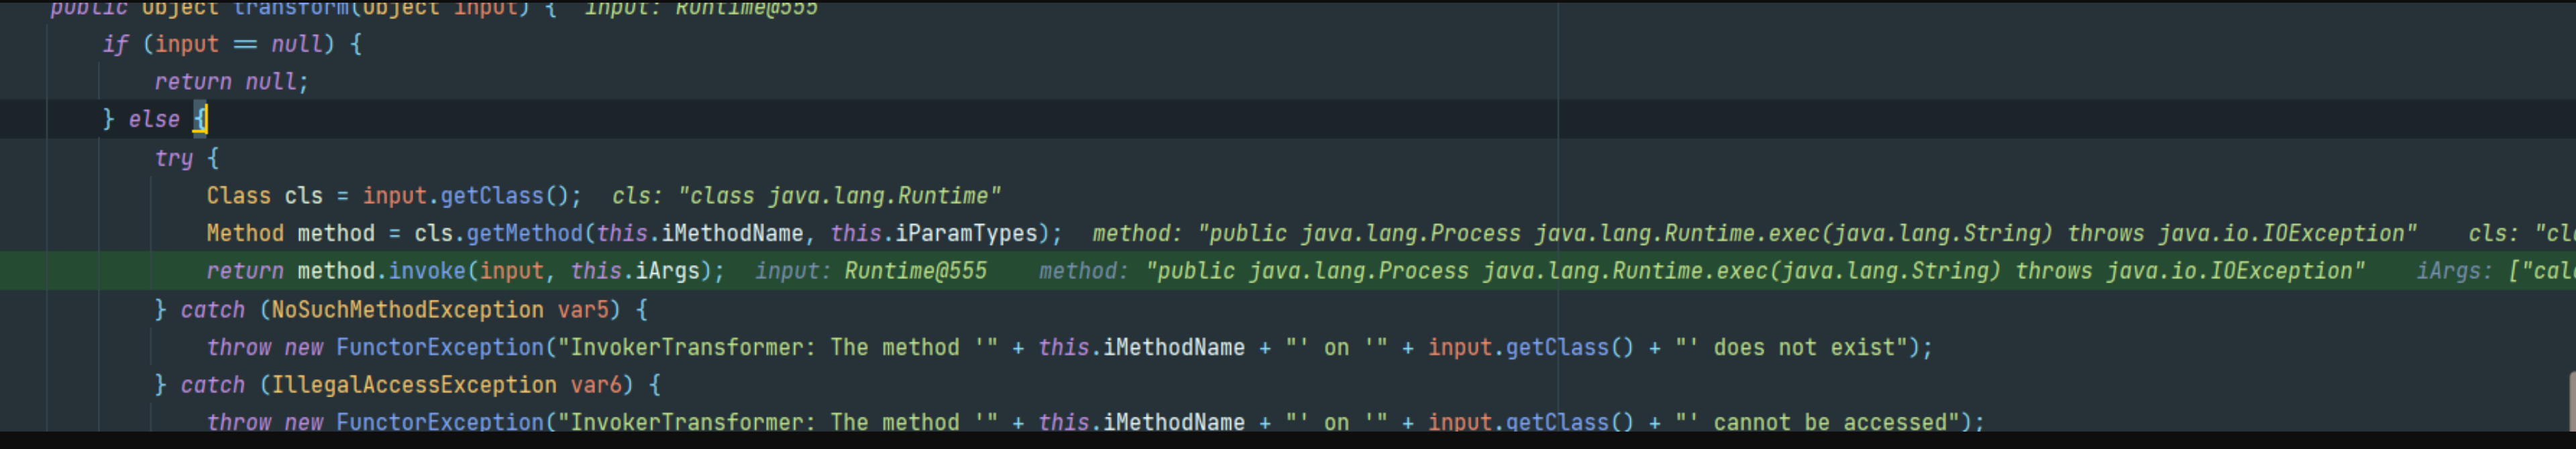 public Object transform(Object input) {  input: Runtime@555
if (input == null) {
return null;
} else {
try {
Class cls = input.getClass();  cls: "class java.lang.Runtime"
Method method = cls.getMethod(this.iMethodName, this.iParamTypes);  method: "public java.lang.Process java.lang.Runtime.exec(java.lang.String) throws java.io.IOException"  cls: "cl
return method.invoke(input, this.iArgs);  input: Runtime@555  method: "public java.lang.Process java.lang.Runtime.exec(java.lang.String) throws java.io.IOException"  iArgs: ["cal
} catch (NoSuchMethodException var5) {
throw new FunctorException("InvokerTransformer: The method '" + this.iMethodName + "' on '" + input.getClass() + "' does not exist");
} catch (IllegalAccessException var6) {
throw new FunctorException("InvokerTransformer: The method '" + this.iMethodName + "' on '" + input.getClass() + "' cannot be accessed");